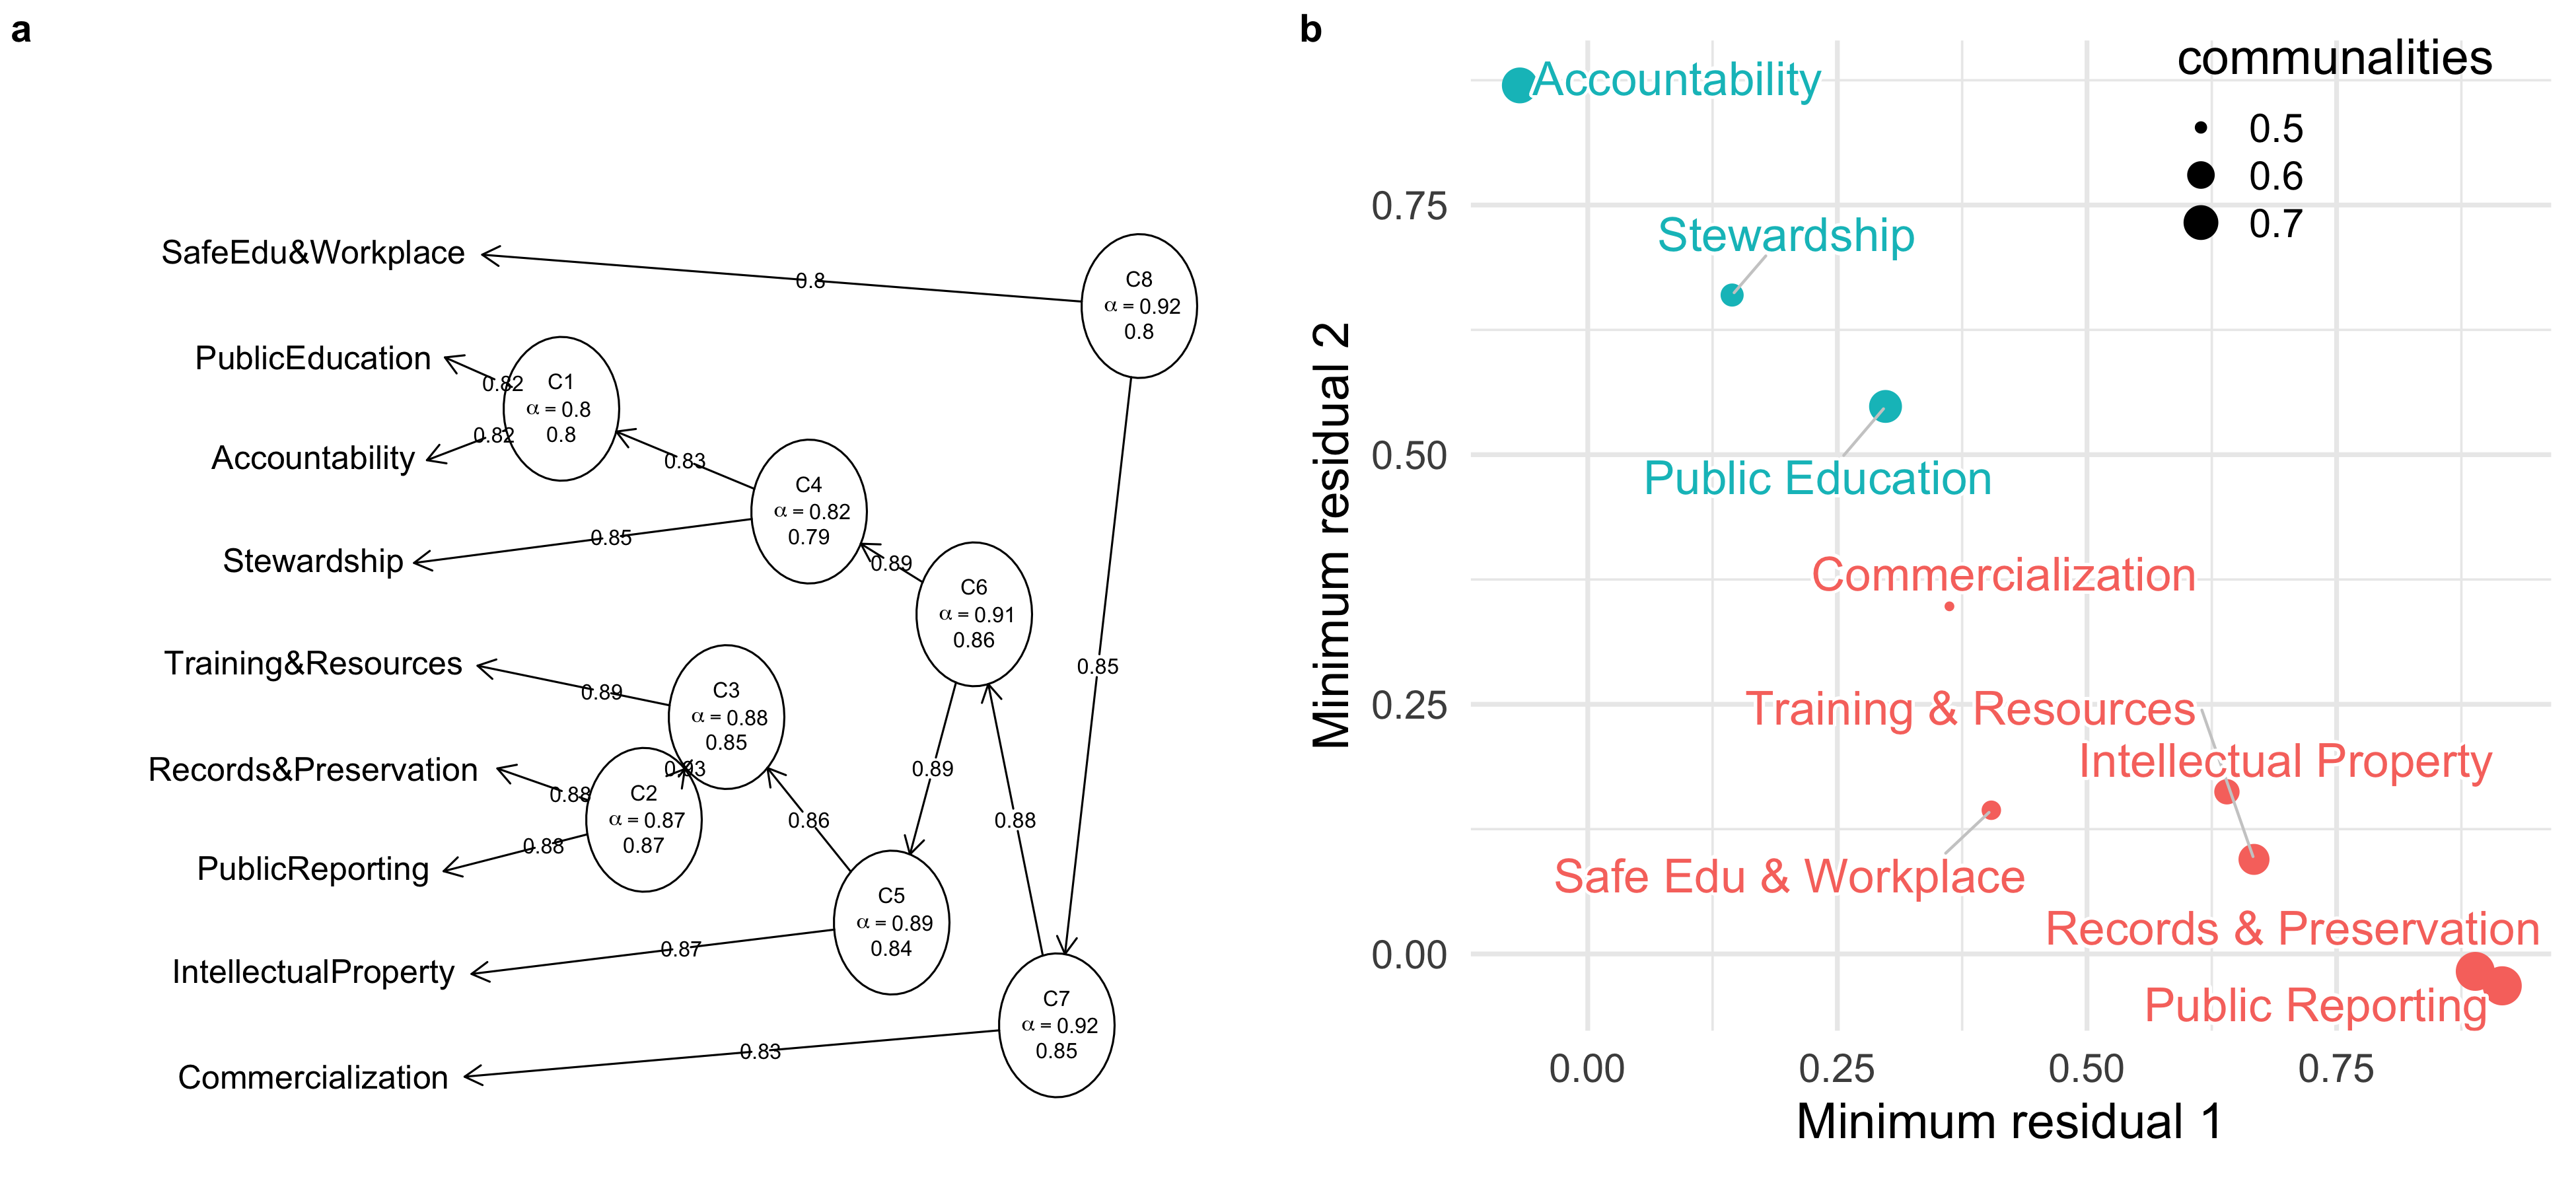 a
SafeEdu&Workplace
PublicEducation
Accountability
Stewardship
Training&Resources
Records&Preservation
PublicReporting
IntellectualProperty
Commercialization
0.8
0.82
0.82
0.83
0.85
0.89
0.89
0.93
0.88
0.88
0.86
0.89
0.88
0.85
0.87
0.83
C8
α = 0.92
0.8
C1
α = 0.8
0.8
C4
α = 0.82
0.79
C6
α = 0.91
0.86
C3
α = 0.88
0.85
C2
α = 0.87
0.87
C5
α = 0.89
0.84
C7
α = 0.92
0.85
b
communalities
0.5
0.6
0.7
Accountability
Stewardship
Public Education
Commercialization
Training & Resources
Intellectual Property
Safe Edu & Workplace
Records & Preservation
Public Reporting
Minimum residual 2
0.75
0.50
0.25
0.00
0.00
0.25
0.50
0.75
Minimum residual 1